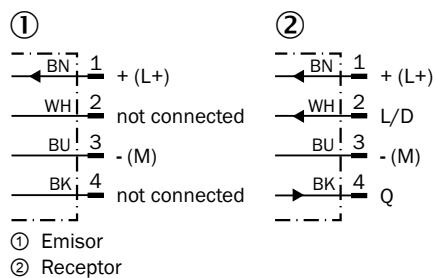 ① ②
BN 1 + (L+)
WH 2 not connected
BU 3 - (M)
BK 4 not connected
BN 1 + (L+)
WH 2 L/D
BU 3 - (M)
BK 4 Q
① Emisor
② Receptor